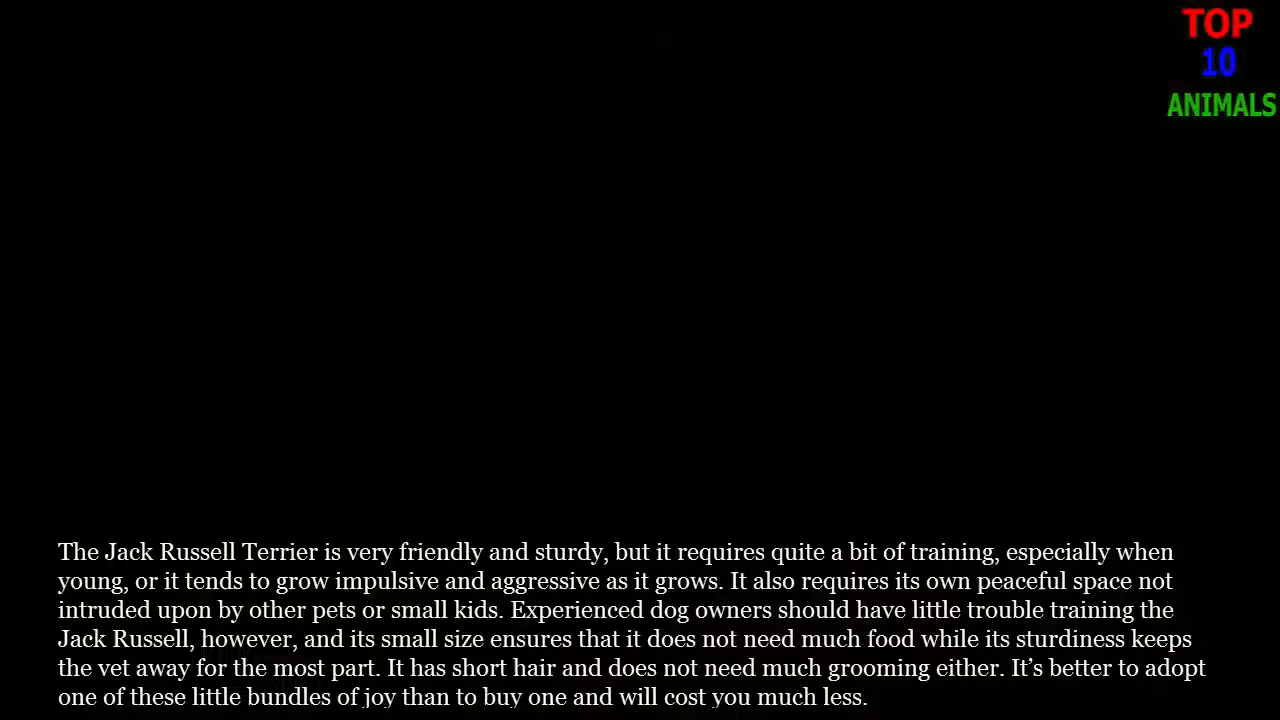 TOP
10
ANIMALS
The Jack Russell Terrier is very friendly and sturdy, but it requires quite a bit of training, especially when
young, or it tends to grow impulsive and aggressive as it grows. It also requires its own peaceful space not
intruded upon by other pets or small kids. Experienced dog owners should have little trouble training the
Jack Russell, however, and its small size ensures that it does not need much food while its sturdiness keeps
the vet away for the most part. It has short hair and does not need much grooming either. It’s better to adopt
one of these little bundles of joy than to buy one and will cost you much less.